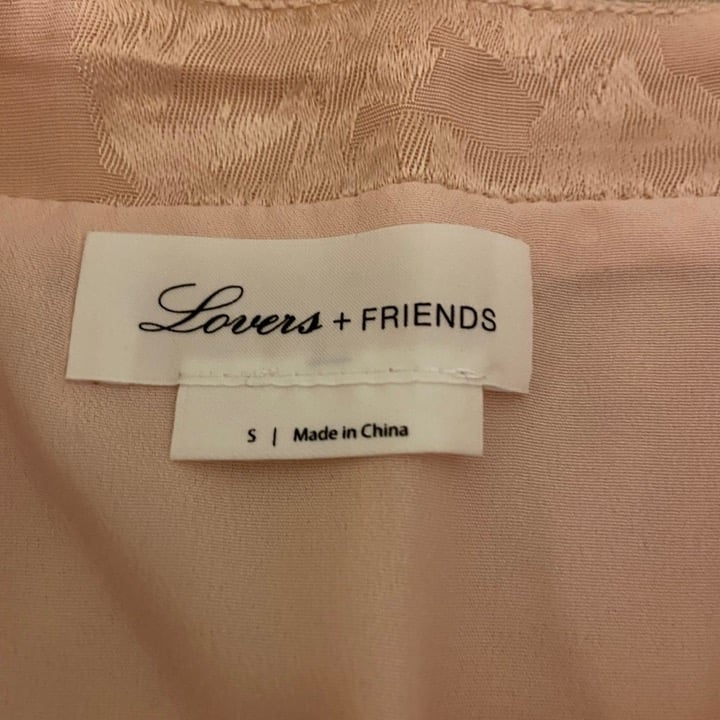 Lovers + FRIENDS
S | Made in China